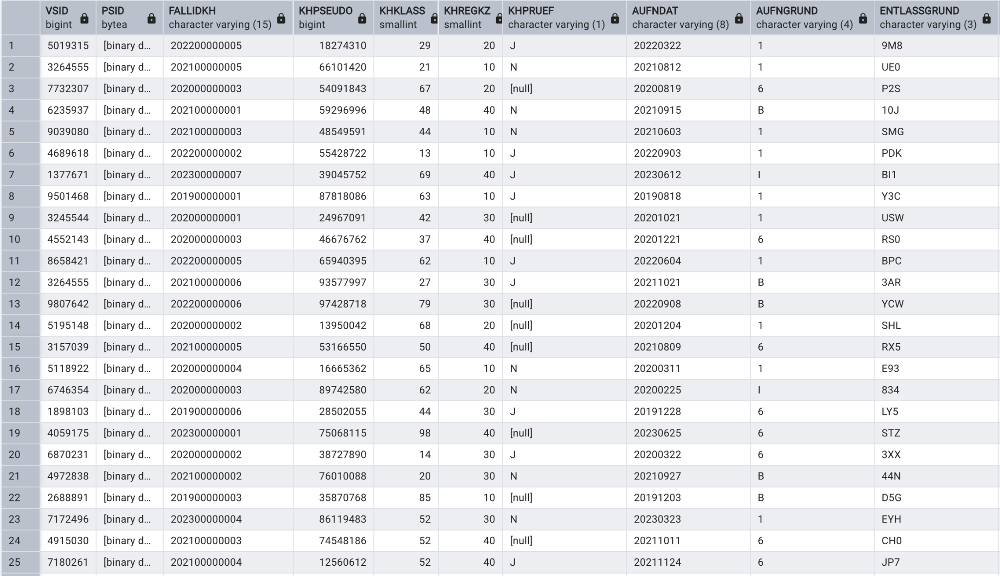 VSID PSID FALLIDKH KHPSEUDO KHKLASS KHREGKZ KHPRUEF AUFNDAT AUFNGRUND ENTLASSGRUND
bigint bytea character varying (15) bigint smallint smallint character varying (1) character varying (8) character varying (4) character varying (3)
1 5019315 [binary d... 202200000005 18274310 29 20 J 20220322 1 9M8
2 3264555 [binary d... 202100000005 66101420 21 10 N 20210812 1 UE0
3 7732307 [binary d... 202000000003 54091843 67 20 [null] 20200819 6 P2S
4 6235937 [binary d... 202100000001 59296996 48 40 N 20210915 B 10J
5 9039080 [binary d... 202100000003 48549591 44 10 N 20210603 1 SMG
6 4689618 [binary d... 202200000002 55428722 13 10 J 20220903 1 PDK
7 1377671 [binary d... 202300000007 39045752 69 40 J 20230612 I BI1
8 9501468 [binary d... 201900000001 87818086 63 10 J 20190818 1 Y3C
9 3245544 [binary d... 202000000001 24967091 42 30 [null] 20201021 1 USW
10 4552143 [binary d... 202000000003 46676762 37 40 [null] 20201221 6 RS0
11 8658421 [binary d... 202200000005 65940395 62 10 J 20220604 1 BPC
12 3264555 [binary d... 202100000006 93577997 27 30 J 20211021 B 3AR
13 9807642 [binary d... 202200000006 97428718 79 30 [null] 20220908 B YCW
14 5195148 [binary d... 202000000002 13950042 68 20 [null] 20201204 1 SHL
15 3157039 [binary d... 202100000005 53166550 50 40 [null] 20210809 6 RX5
16 5118922 [binary d... 202000000004 16665362 65 10 N 20200311 1 E93
17 6746354 [binary d... 202000000003 89742580 62 20 N 20200225 I 834
18 1898103 [binary d... 201900000006 28502055 44 30 J 20191228 6 LY5
19 4059175 [binary d... 202300000001 75068115 98 40 [null] 20230625 6 STZ
20 6870231 [binary d... 202000000002 38727890 14 30 J 20200322 6 3XX
21 4972838 [binary d... 202100000002 76010088 20 30 N 20210927 B 44N
22 2688891 [binary d... 201900000003 35870768 85 10 [null] 20191203 B D5G
23 7172496 [binary d... 202300000004 86119483 52 30 N 20230323 1 EYH
24 4915030 [binary d... 202100000003 74548186 52 40 [null] 20211011 6 CH0
25 7180261 [binary d... 202100000004 12560612 52 40 J 20211124 6 JP7